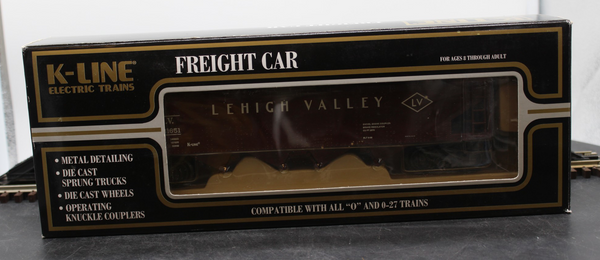 K-LINE
ELECTRIC TRAINS
FREIGHT CAR
FOR AGES 8 THROUGH ADULT
LEHIGH VALLEY
LV
• METAL DETAILING
• DIE CAST
SPRUNG TRUCKS
• DIE CAST WHEELS
• OPERATING
KNUCKLE COUPLERS
COMPATIBLE WITH ALL "O" AND 0-27 TRAINS